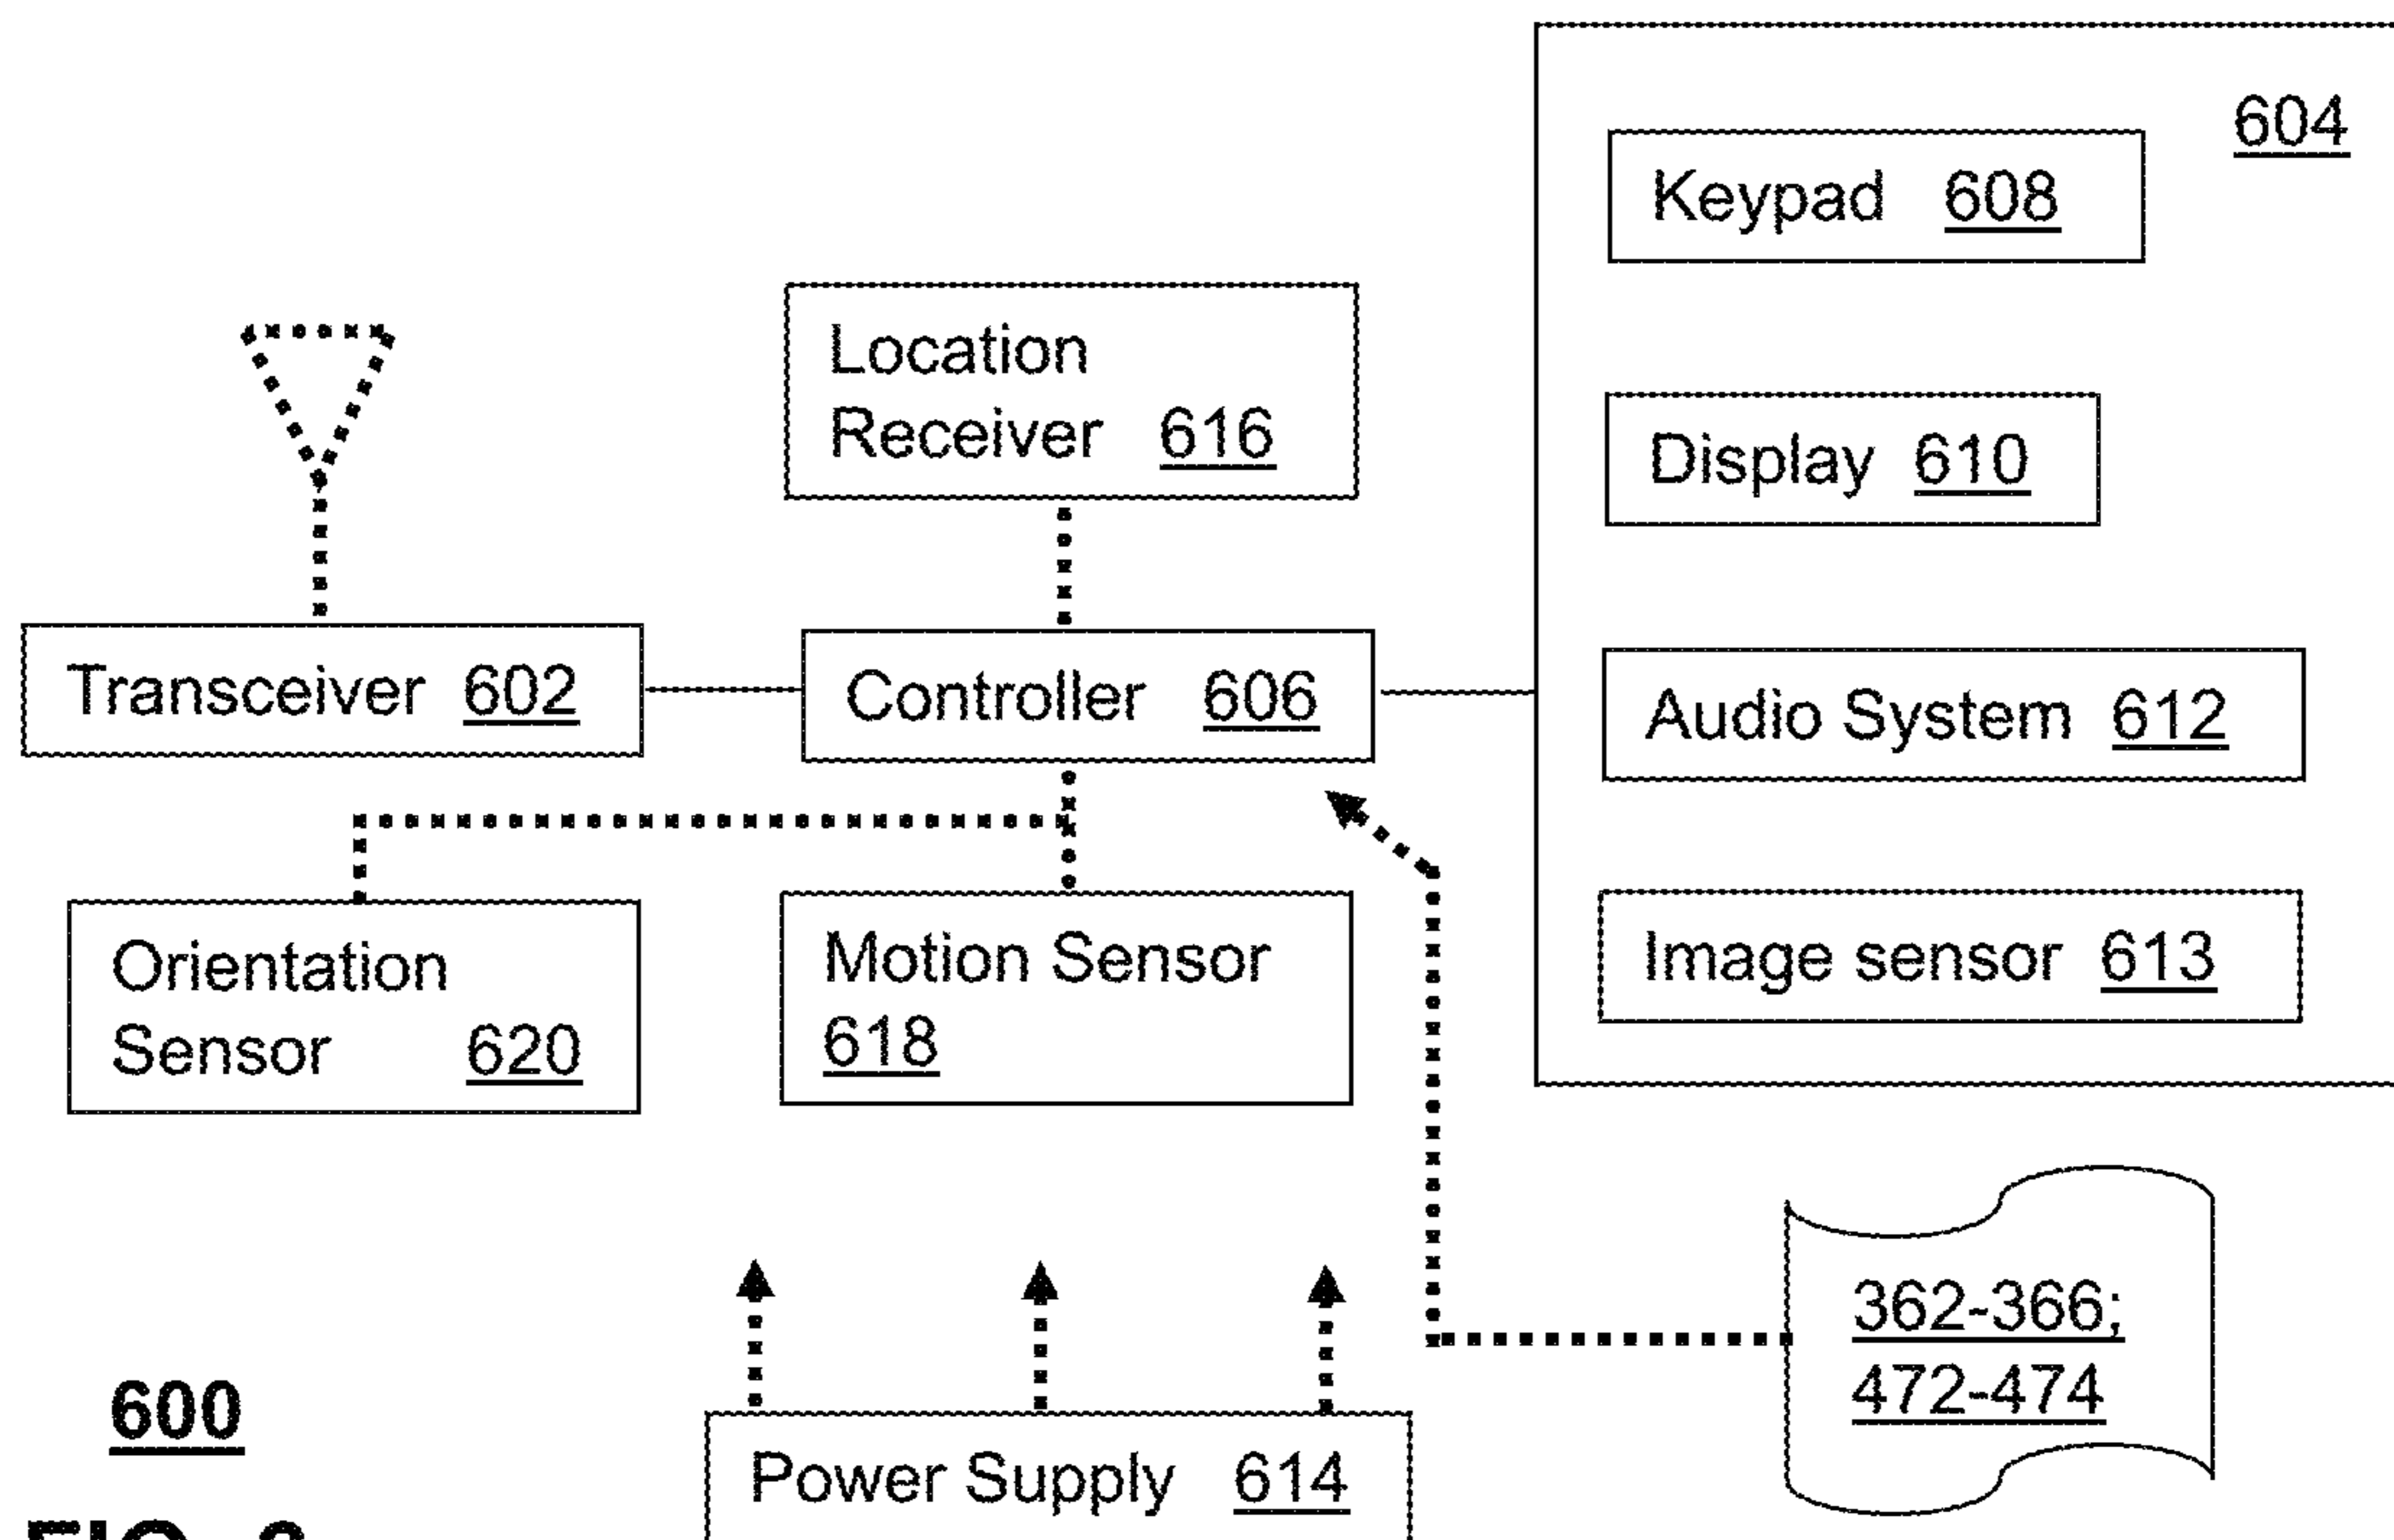 604
Keypad 608
Location
Receiver 616
Display 610
Transceiver 602
Controller 606
Audio System 612
Orientation
Sensor 620
Motion Sensor
618
Image sensor 613
362-366;
472-474
600
Power Supply 614